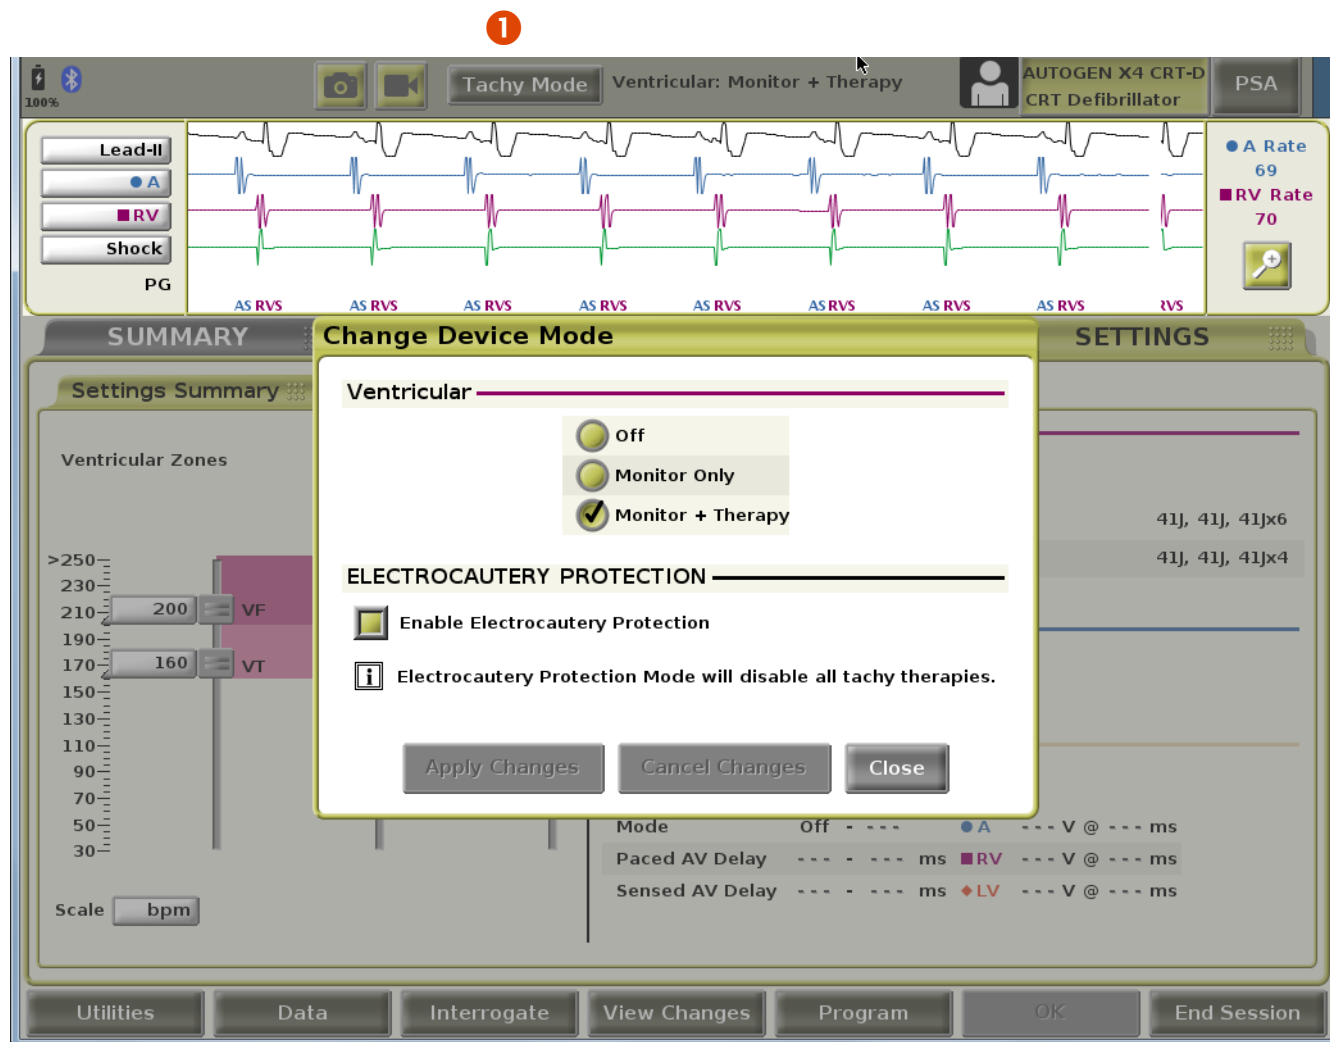 1
100%
Tachy Mode
Ventricular: Monitor + Therapy
AUTOGEN X4 CRT-D
CRT Defibrillator
PSA
Lead-II
A
RV
Shock
PG
AS RVS AS RVS AS RVS AS RVS AS RVS AS RVS AS RVS AS RVS RVS
A Rate
69
RV Rate
70
SUMMARY
Change Device Mode
SETTINGS
Settings Summary
Ventricular
Off
Monitor Only
Monitor + Therapy
ELECTROCAUTERY PROTECTION
Enable Electrocautery Protection
i Electrocautery Protection Mode will disable all tachy therapies.
Apply Changes Cancel Changes Close
Ventricular Zones
>250
230
210
190
170
150
130
110
90
70
50
30
200 VF
160 VT
41J, 41J, 41Jx6
41J, 41J, 41Jx4
Mode Off - --- A --- V @ --- ms
Paced AV Delay --- - --- ms RV --- V @ --- ms
Sensed AV Delay --- - --- ms LV --- V @ --- ms
Scale bpm
Utilities Data Interrogate View Changes Program OK End Session